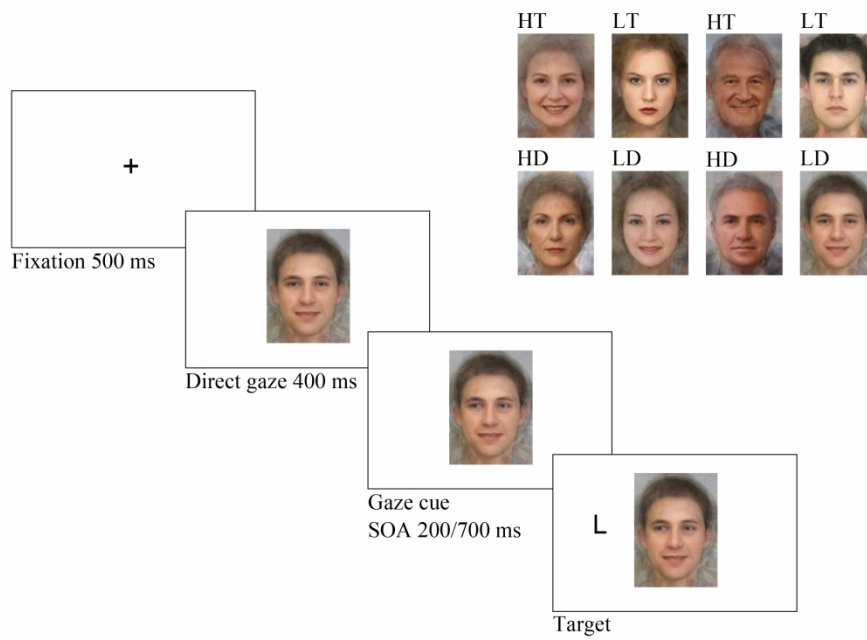 HT LT HT LT
HD LD HD LD
+
Fixation 500 ms
Direct gaze 400 ms
Gaze cue
SOA 200/700 ms
L
Target